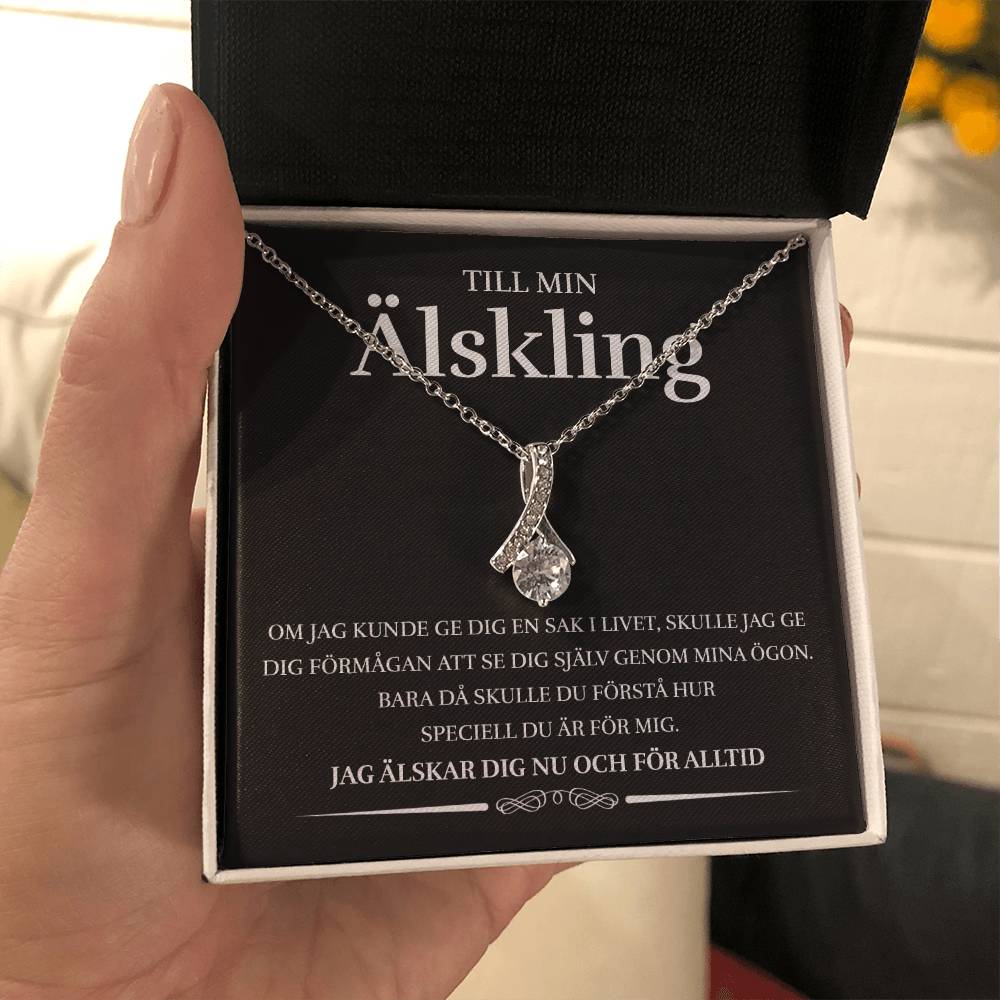 TILL MIN
Älskling
OM JAG KUNDE GE DIG EN SAK I LIVET, SKULLE JAG GE
DIG FÖRMÅGAN ATT SE DIG SJÄLV GENOM MINA ÖGON.
BARA DÅ SKULLE DU FÖRSTÅ HUR
SPECIELL DU ÄR FÖR MIG.
JAG ÄLSKAR DIG NU OCH FÖR ALLTID